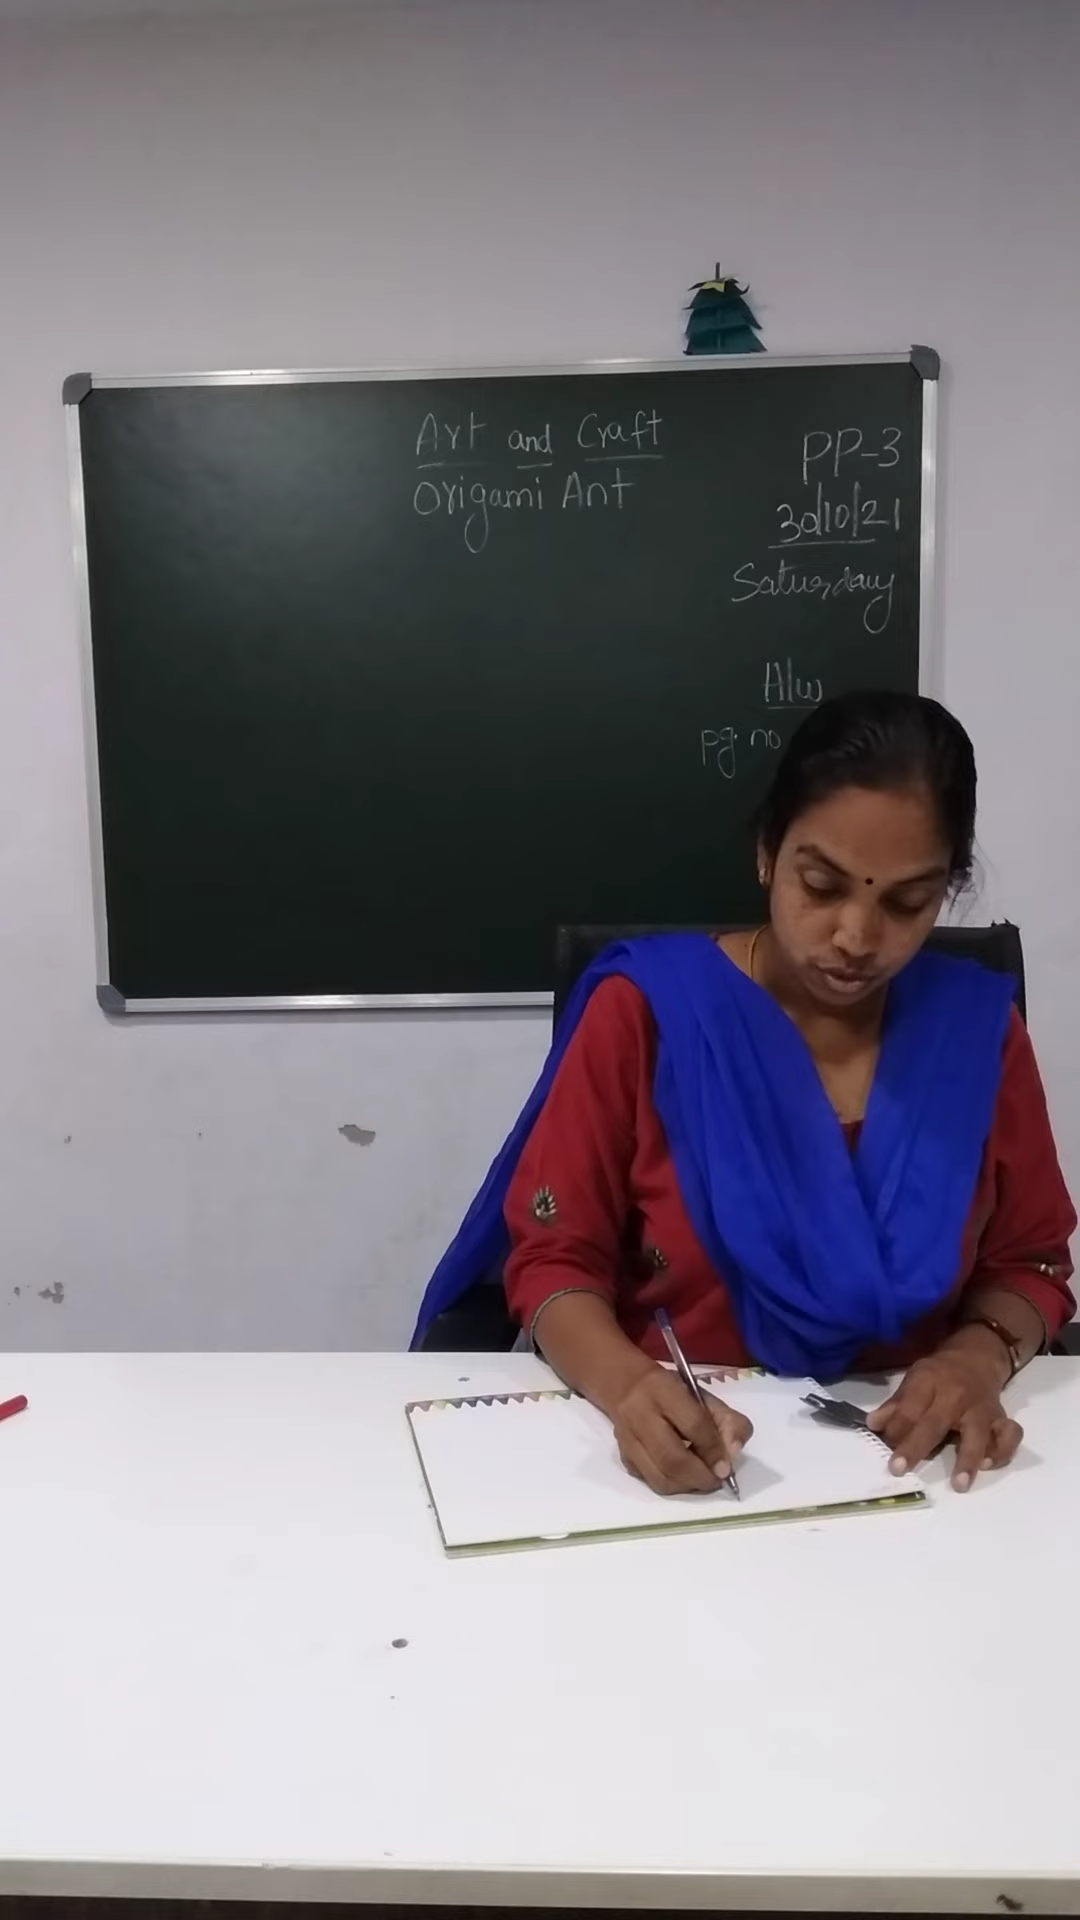 Art and Craft
Origami Ant
PP-3
30/10/21
Saturday
H/w
pg. no